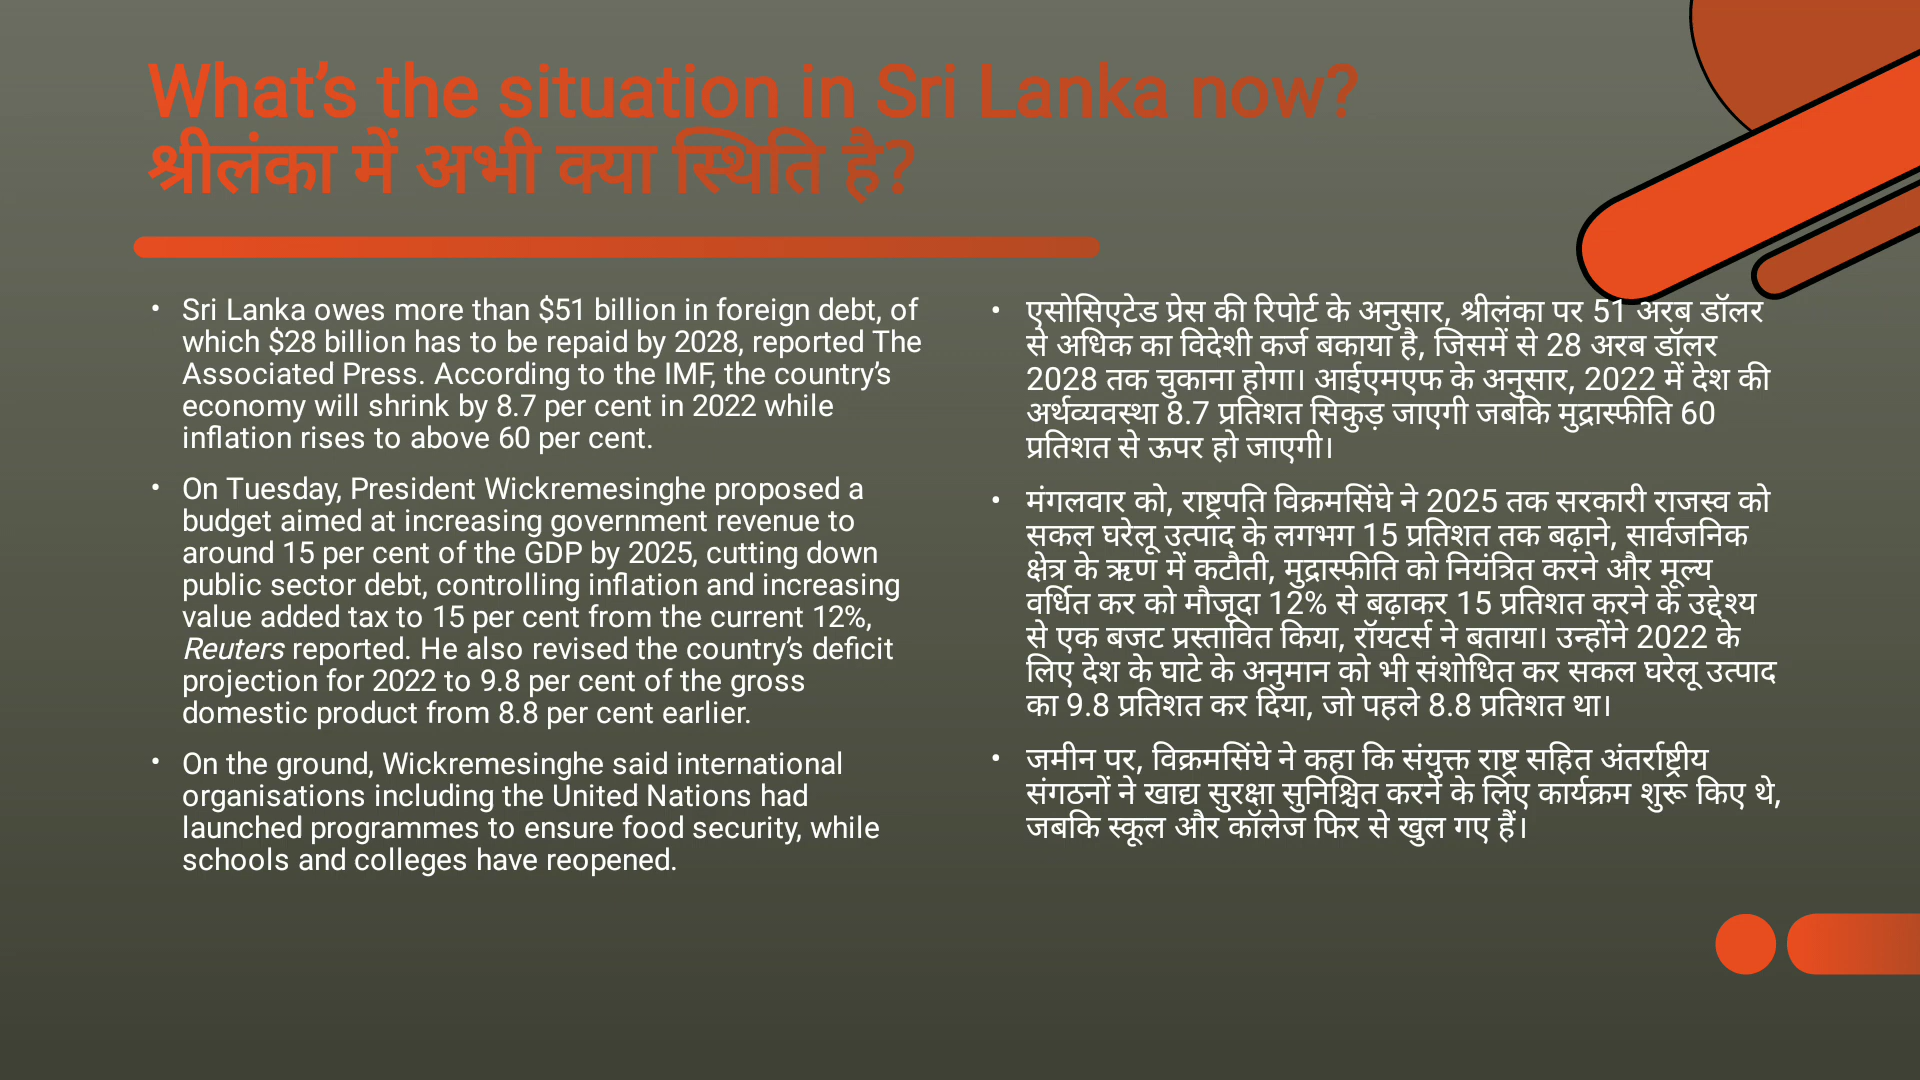 What’s the situation in Sri Lanka now?
श्रीलंका में अभी क्या स्थिति है?
• Sri Lanka owes more than $51 billion in foreign debt, of
which $28 billion has to be repaid by 2028, reported The
Associated Press. According to the IMF, the country’s
economy will shrink by 8.7 per cent in 2022 while
inflation rises to above 60 per cent.
• On Tuesday, President Wickremesinghe proposed a
budget aimed at increasing government revenue to
around 15 per cent of the GDP by 2025, cutting down
public sector debt, controlling inflation and increasing
value added tax to 15 per cent from the current 12%,
Reuters reported. He also revised the country’s deficit
projection for 2022 to 9.8 per cent of the gross
domestic product from 8.8 per cent earlier.
• On the ground, Wickremesinghe said international
organisations including the United Nations had
launched programmes to ensure food security, while
schools and colleges have reopened.
• एसोसिएटेड प्रेस की रिपोर्ट के अनुसार, श्रीलंका पर 51 अरब डॉलर
से अधिक का विदेशी कर्ज बकाया है, जिसमें से 28 अरब डॉलर
2028 तक चुकाना होगा। आईएमएफ के अनुसार, 2022 में देश की
अर्थव्यवस्था 8.7 प्रतिशत सिकुड़ जाएगी जबकि मुद्रास्फीति 60
प्रतिशत से ऊपर हो जाएगी।
• मंगलवार को, राष्ट्रपति विक्रमसिंघे ने 2025 तक सरकारी राजस्व को
सकल घरेलू उत्पाद के लगभग 15 प्रतिशत तक बढ़ाने, सार्वजनिक
क्षेत्र के ऋण में कटौती, मुद्रास्फीति को नियंत्रित करने और मूल्य
वर्धित कर को मौजूदा 12% से बढ़ाकर 15 प्रतिशत करने के उद्देश्य
से एक बजट प्रस्तावित किया, रॉयटर्स ने बताया। उन्होंने 2022 के
लिए देश के घाटे के अनुमान को भी संशोधित कर सकल घरेलू उत्पाद
का 9.8 प्रतिशत कर दिया, जो पहले 8.8 प्रतिशत था।
• जमीन पर, विक्रमसिंघे ने कहा कि संयुक्त राष्ट्र सहित अंतर्राष्ट्रीय
संगठनों ने खाद्य सुरक्षा सुनिश्चित करने के लिए कार्यक्रम शुरू किए थे,
जबकि स्कूल और कॉलेज फिर से खुल गए हैं।